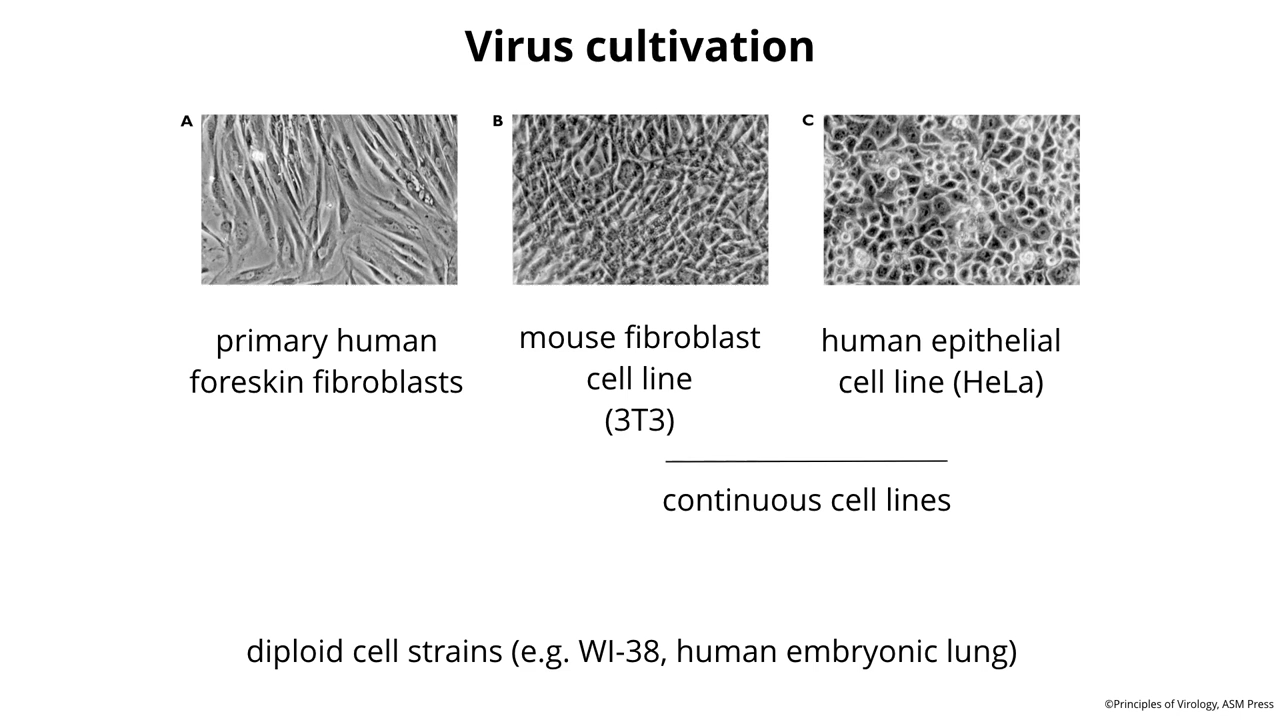 Virus cultivation
A
B
C
primary human
foreskin fibroblasts
mouse fibroblast
cell line
(3T3)
human epithelial
cell line (HeLa)
continuous cell lines
diploid cell strains (e.g. WI-38, human embryonic lung)
©Principles of Virology, ASM Press